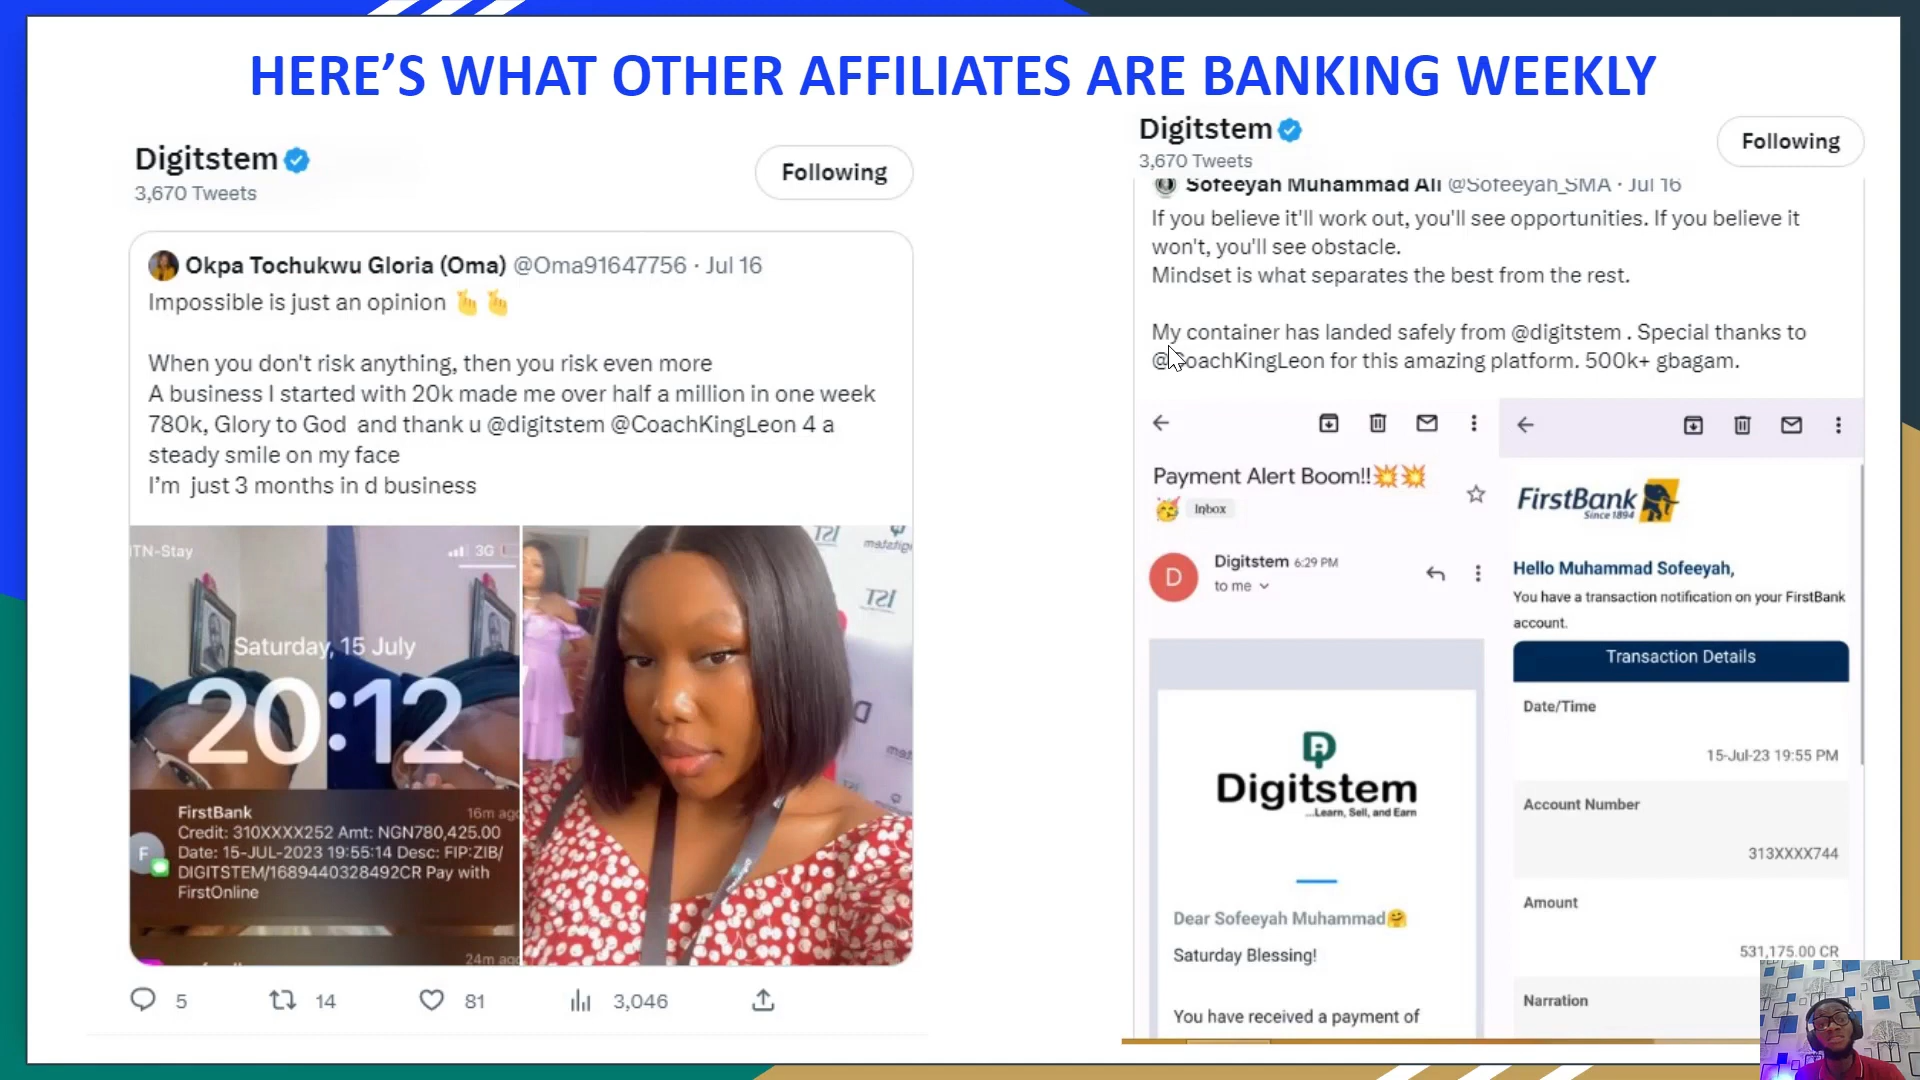 HERE'S WHAT OTHER AFFILIATES ARE BANKING WEEKLY
Digitstem
3,670 Tweets
Following
Okpa Tochukwu Gloria (Oma) @Oma91647756 · Jul 16
Impossible is just an opinion
When you don't risk anything, then you risk even more
A business I started with 20k made me over half a million in one week
780k, Glory to God and thank u @digitstem @CoachKingLeon 4 a
steady smile on my face
I'm just 3 months in d business
TN-Stay
3G
Saturday, 15 July
20:12
FirstBank
16m ago
Credit: 310XXXX252 Amt: NGN780,425.00
Date: 15-JUL-2023 19:55:14 Desc: FIP:ZIB/
DIGITSTEM/1689440328492CR Pay with
FirstOnline
F
24m ago
IST
IST
5
14
81
3,046
Digitstem
3,670 Tweets
Following
Sofeeyah Muhammad Ali @Sofeeyah_SMA · Jul 16
If you believe it'll work out, you'll see opportunities. If you believe it
won't, you'll see obstacle.
Mindset is what separates the best from the rest.
My container has landed safely from @digitstem . Special thanks to
@CoachKingLeon for this amazing platform. 500k+ gbagam.
Payment Alert Boom!!
Inbox
D
Digitstem 6:29 PM
to me
Digitstem
...Learn, Sell, and Earn
Dear Sofeeyah Muhammad
Saturday Blessing!
You have received a payment of
FirstBank
Since 1894
Hello Muhammad Sofeeyah,
You have a transaction notification on your FirstBank
account.
Transaction Details
Date/Time
15-Jul-23 19:55 PM
Account Number
313XXXX744
Amount
531,175.00 CR
Narration